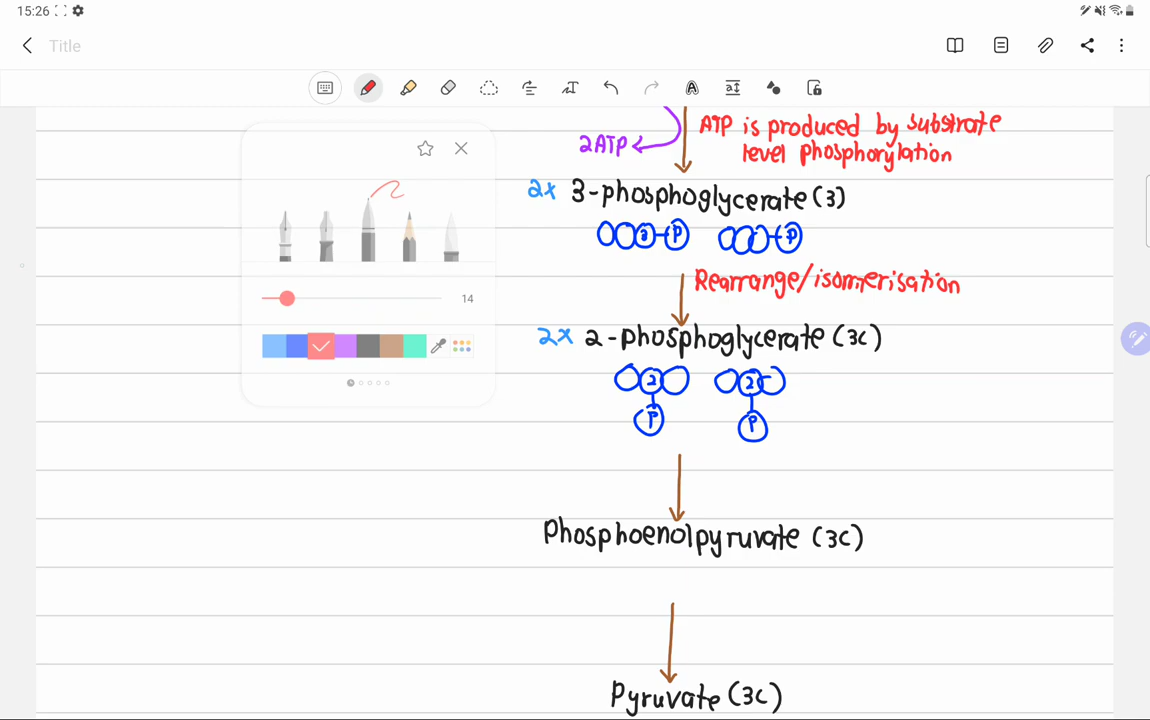 15:26
Title
ATP is produced by substrate
2ATP
level phosphorylation
2x 3-phosphoglycerate (3)
3 P P
Rearrange/isomerisation
14
2x 2-phosphoglycerate (3C)
2 2
P P
Phosphoenolpyruvate (3C)
Pyruvate (3C)